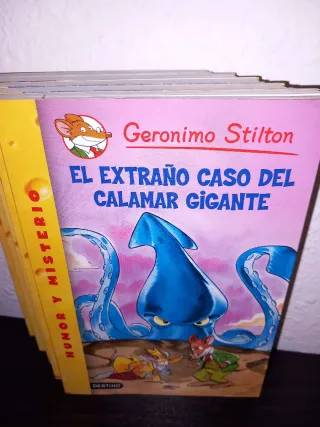 Geronimo Stilton
EL EXTRAÑO CASO DEL
CALAMAR GIGANTE
HUMOR Y MISTERIO
DESTINO